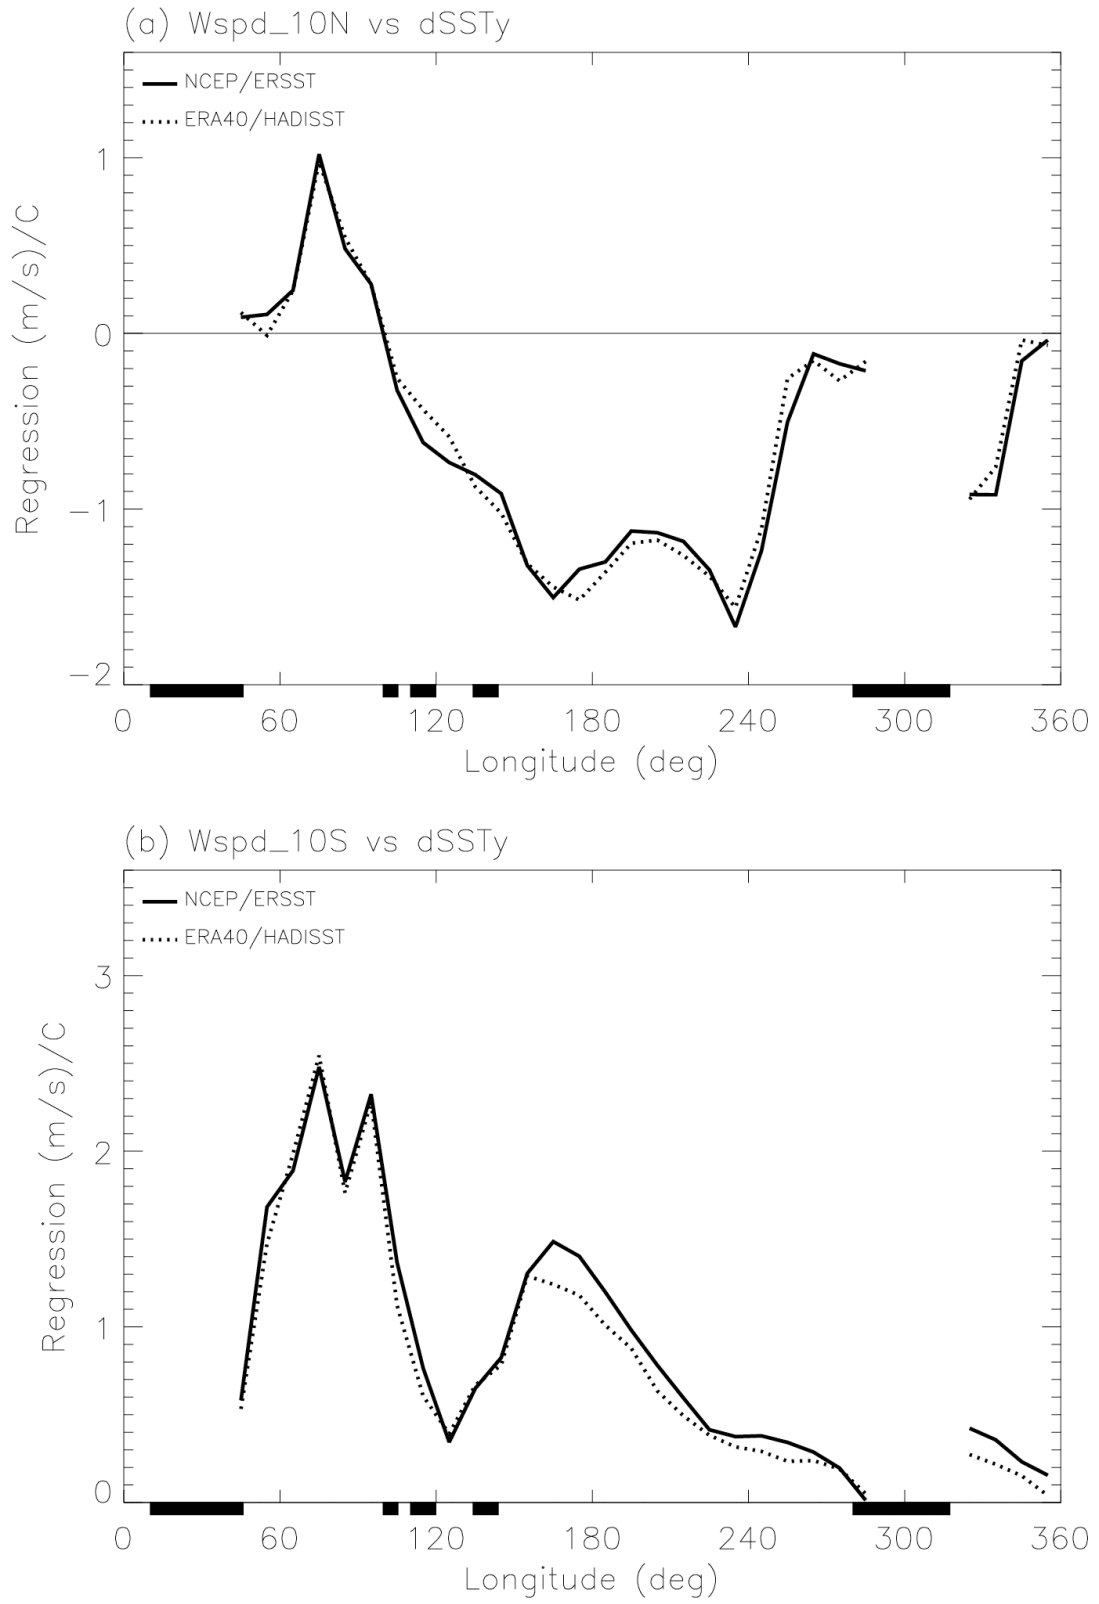 (a) Wspd_10N vs dSSTy
NCEP/ERSST
ERA40/HADISST
1
0
-1
-2
Regression (m/s)/C
0 60 120 180 240 300 360
Longitude (deg)
(b) Wspd_10S vs dSSTy
NCEP/ERSST
ERA40/HADISST
3
2
1
0
Regression (m/s)/C
0 60 120 180 240 300 360
Longitude (deg)